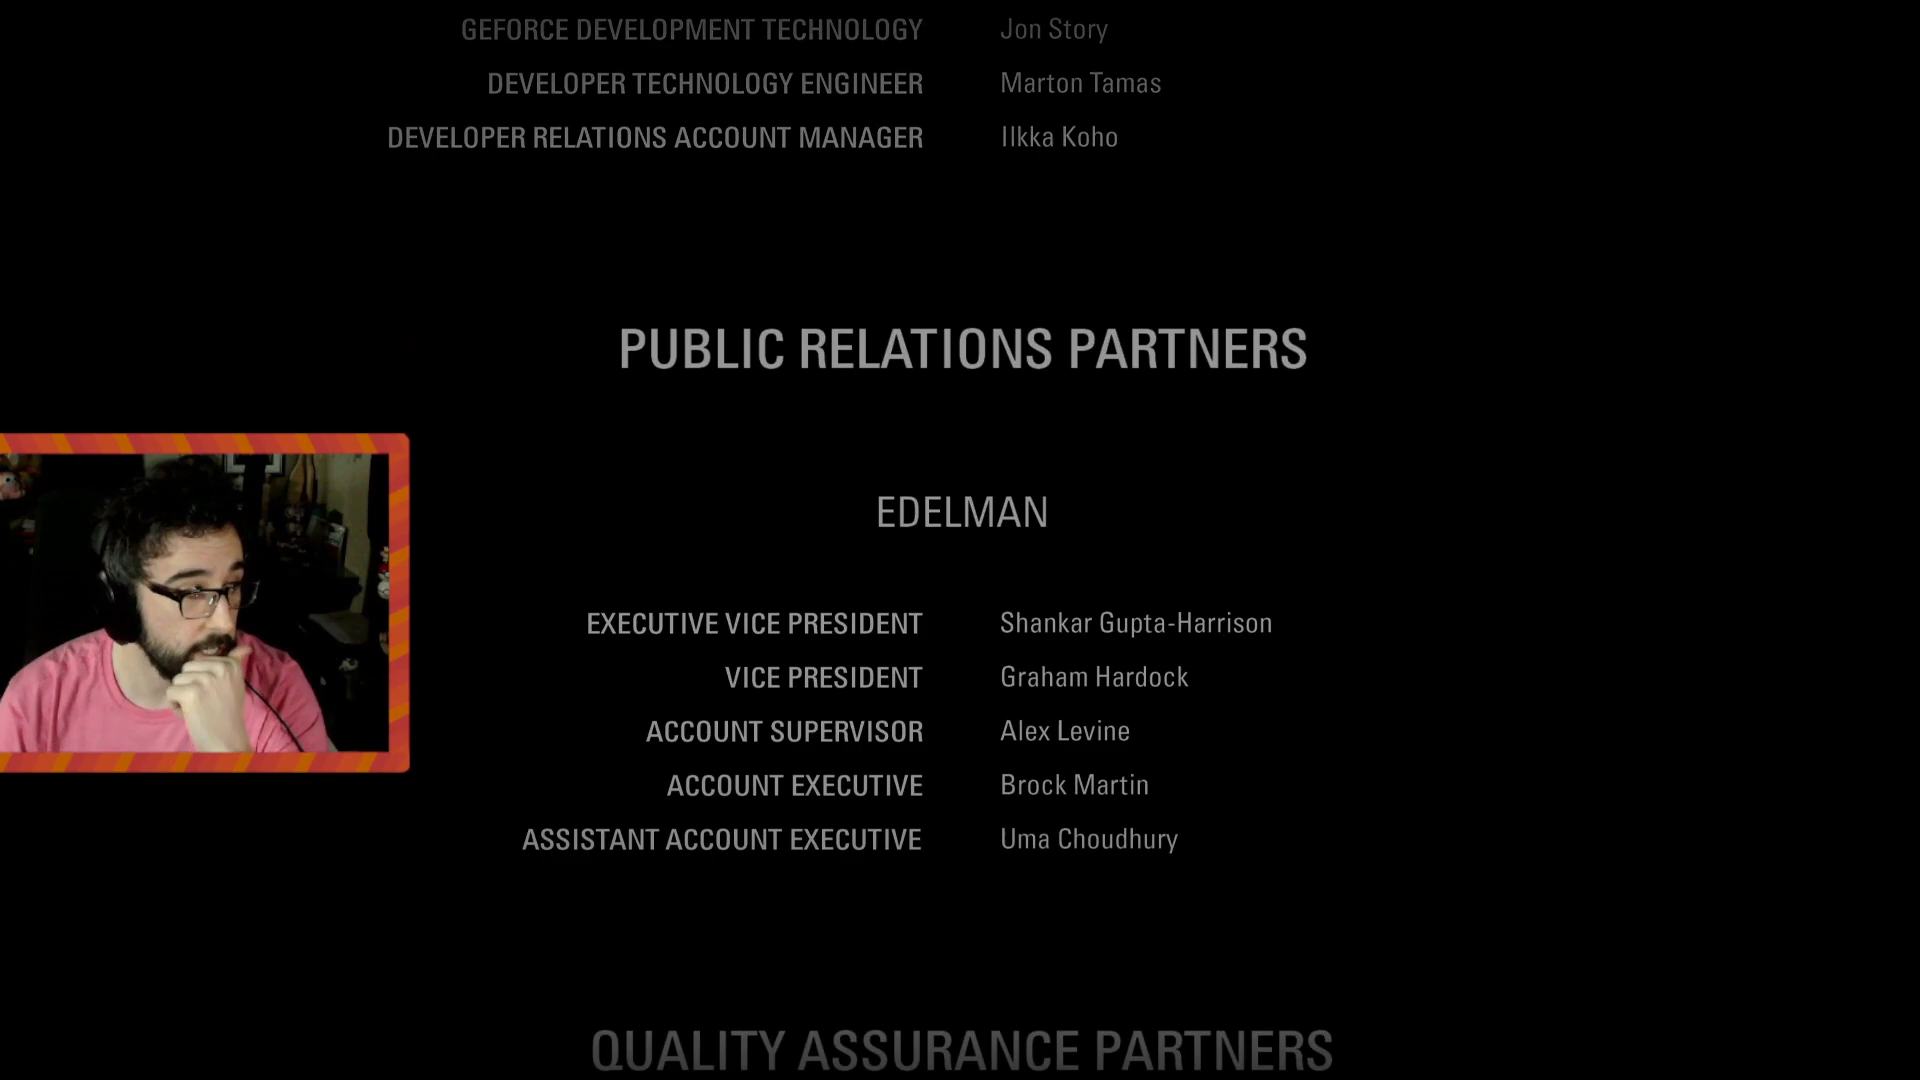 GEFORCE DEVELOPMENT TECHNOLOGY Jon Story
DEVELOPER TECHNOLOGY ENGINEER Marton Tamas
DEVELOPER RELATIONS ACCOUNT MANAGER Ilkka Koho
PUBLIC RELATIONS PARTNERS
EDELMAN
EXECUTIVE VICE PRESIDENT Shankar Gupta-Harrison
VICE PRESIDENT Graham Hardock
ACCOUNT SUPERVISOR Alex Levine
ACCOUNT EXECUTIVE Brock Martin
ASSISTANT ACCOUNT EXECUTIVE Uma Choudhury
QUALITY ASSURANCE PARTNERS